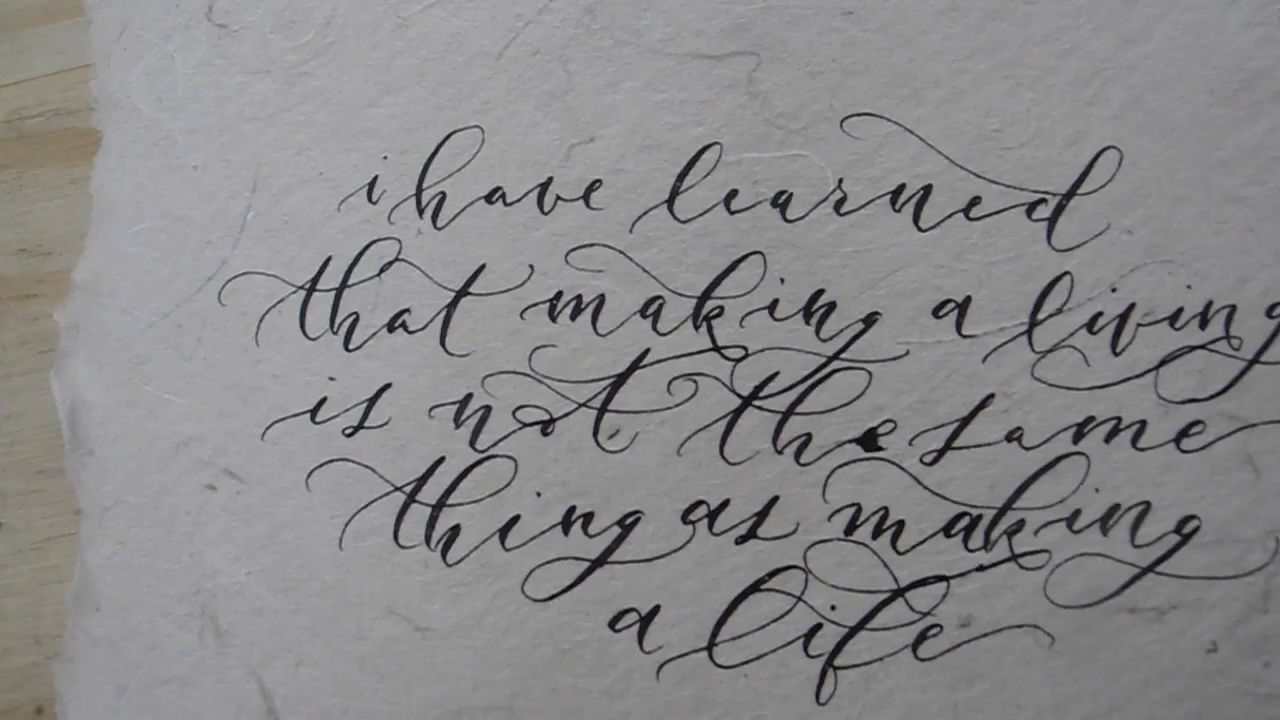 i have learned
that making a living
is not the same
thing as making
a life